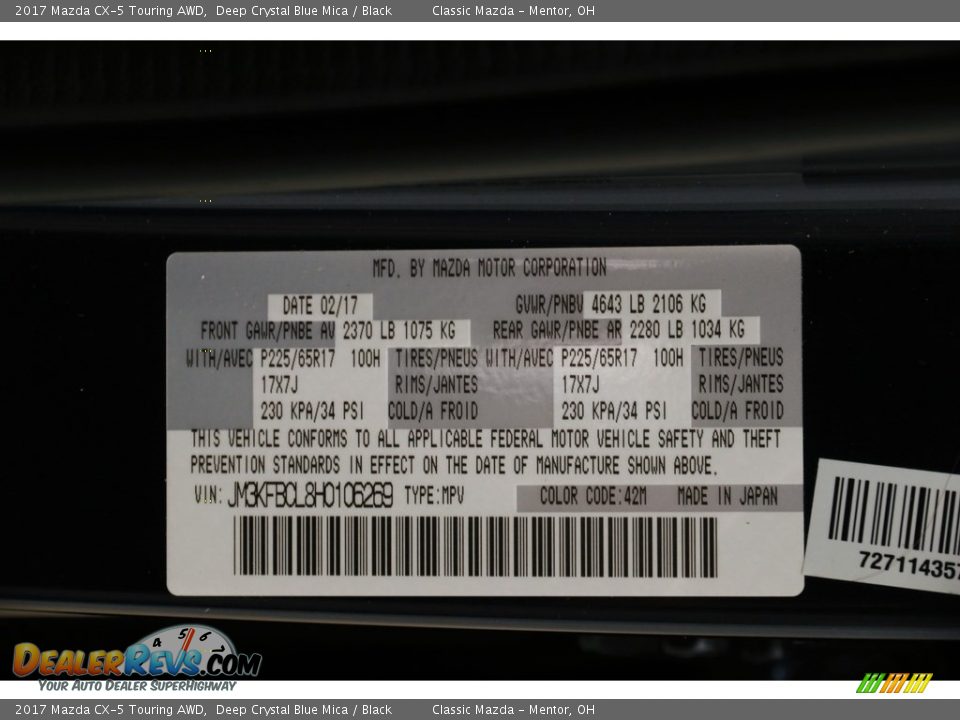 2017 Mazda CX-5 Touring AWD, Deep Crystal Blue Mica / Black Classic Mazda - Mentor, OH
MFD. BY MAZDA MOTOR CORPORATION
DATE 02/17 GVWR/PNBV 4643 LB 2106 KG
FRONT GAWR/PNBE AV 2370 LB 1075 KG REAR GAWR/PNBE AR 2280 LB 1034 KG
WITH/AVEC P225/65R17 100H TIRES/PNEUS WITH/AVEC P225/65R17 100H TIRES/PNEUS
17X7J RIMS/JANTES 17X7J RIMS/JANTES
230 KPA/34 PSI COLD/A FROID 230 KPA/34 PSI COLD/A FROID
THIS VEHICLE CONFORMS TO ALL APPLICABLE FEDERAL MOTOR VEHICLE SAFETY AND THEFT
PREVENTION STANDARDS IN EFFECT ON THE DATE OF MANUFACTURE SHOWN ABOVE.
VIN: JM3KFBCL8H0106269 TYPE:MPV COLOR CODE:42M MADE IN JAPAN
727114357
4 5 6
DEALERREVS.COM
YOUR AUTO DEALER SUPERHIGHWAY
2017 Mazda CX-5 Touring AWD, Deep Crystal Blue Mica / Black Classic Mazda - Mentor, OH